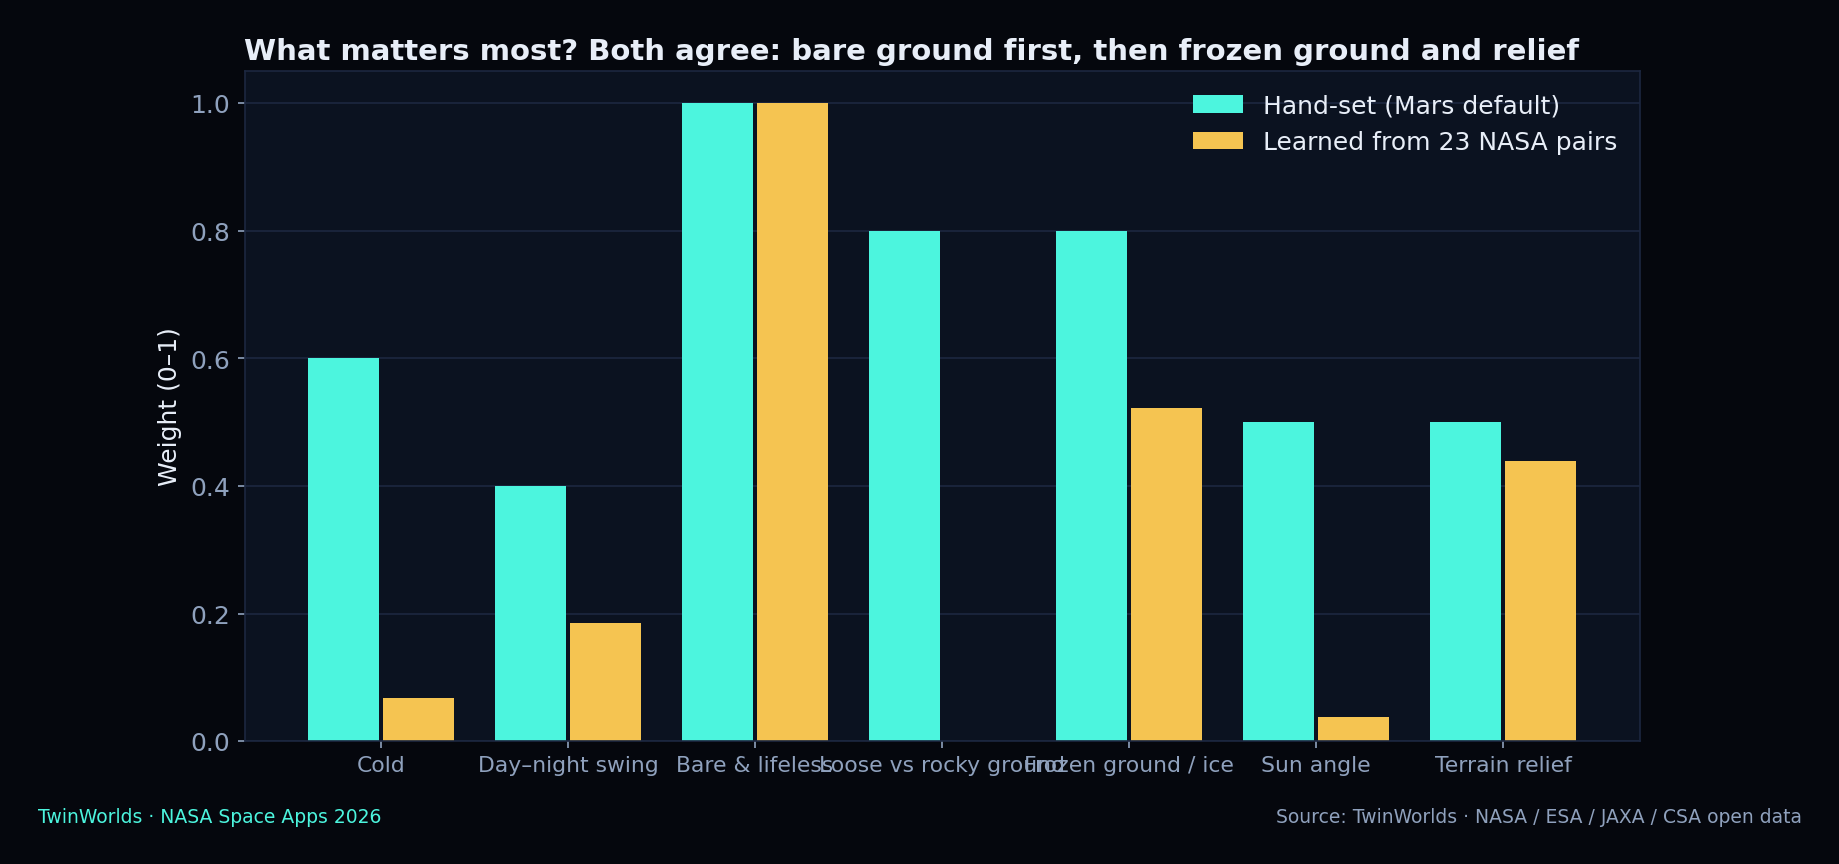 What matters most? Both agree: bare ground first, then frozen ground and relief
Hand-set (Mars default)
Learned from 23 NASA pairs
Weight (0–1)
1.0
0.8
0.6
0.4
0.2
0.0
Cold
Day–night swing
Bare & lifeless
Loose vs rocky ground
Frozen ground / ice
Sun angle
Terrain relief
TwinWorlds · NASA Space Apps 2026
Source: TwinWorlds · NASA / ESA / JAXA / CSA open data